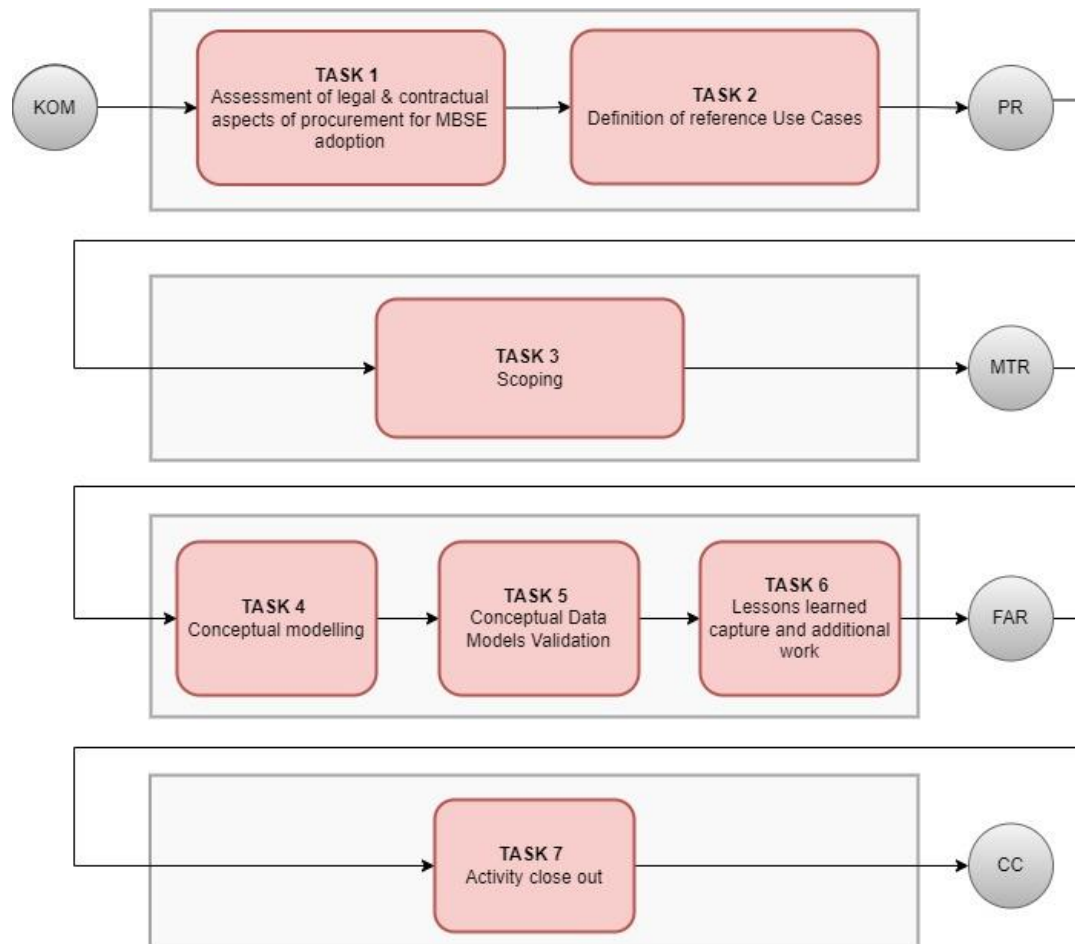 KOM
TASK 1
Assessment of legal & contractual
aspects of procurement for MBSE
adoption
TASK 2
Definition of reference Use Cases
PR
TASK 3
Scoping
MTR
TASK 4
Conceptual modelling
TASK 5
Conceptual Data
Models Validation
TASK 6
Lessons learned
capture and additional
work
FAR
TASK 7
Activity close out
CC